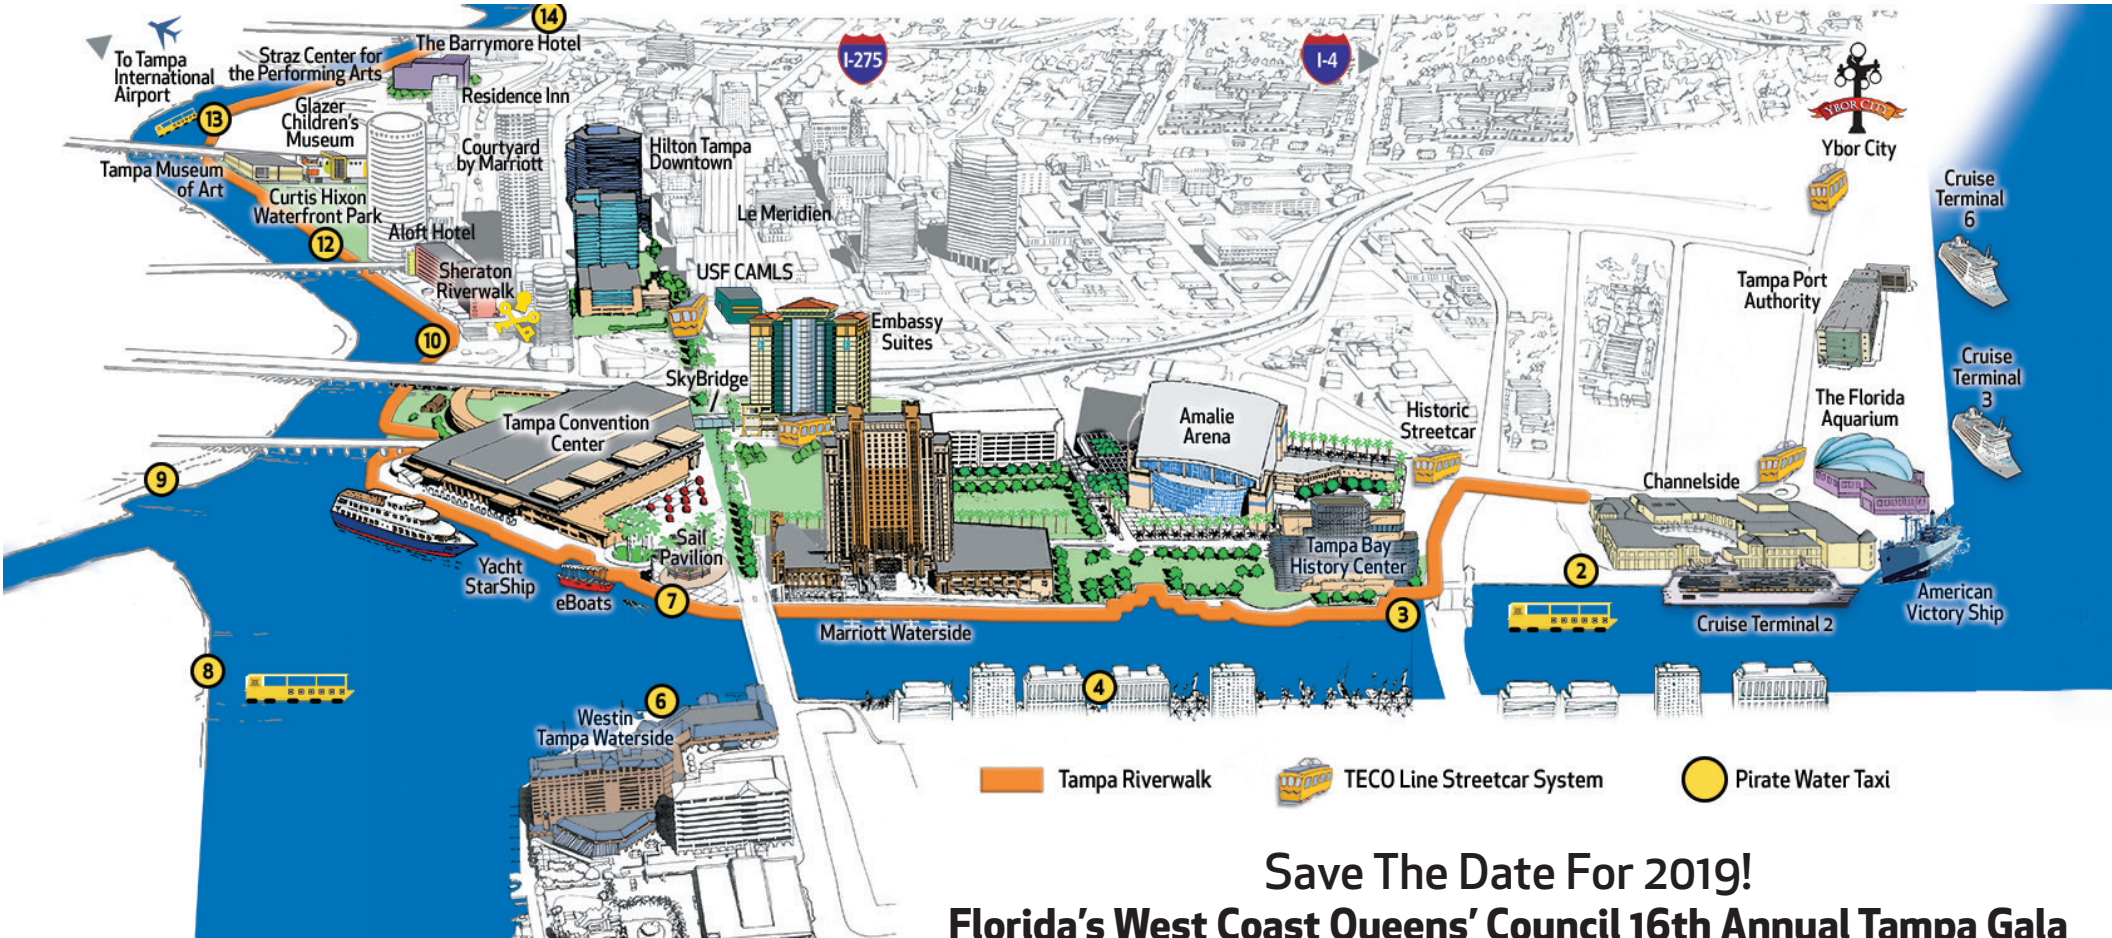 14
The Barrymore Hotel
To Tampa
International
Airport
Straz Center for
the Performing Arts
I-275
I-4
YBOR CITY
Ybor City
Residence Inn
13
Glazer
Children's
Museum
Courtyard
by Marriott
Hilton Tampa
Downtown
Tampa Museum
of Art
Curtis Hixon
Waterfront Park
Cruise
Terminal
6
Le Meridien
12
Aloft Hotel
Sheraton
Riverwalk
USF CAMLS
Tampa Port
Authority
10
Embassy
Suites
SkyBridge
Cruise
Terminal
3
Tampa Convention
Center
Amalie
Arena
Historic
Streetcar
The Florida
Aquarium
9
Channelside
Sail
Pavilion
Tampa Bay
History Center
Yacht
StarShip
eBoats
7
2
3
American
Victory Ship
Marriott Waterside
Cruise Terminal 2
8
6
4
Westin
Tampa Waterside
Tampa Riverwalk
TECO Line Streetcar System
Pirate Water Taxi
Save The Date For 2019!
Florida's West Coast Queens' Council 16th Annual Tampa Gala